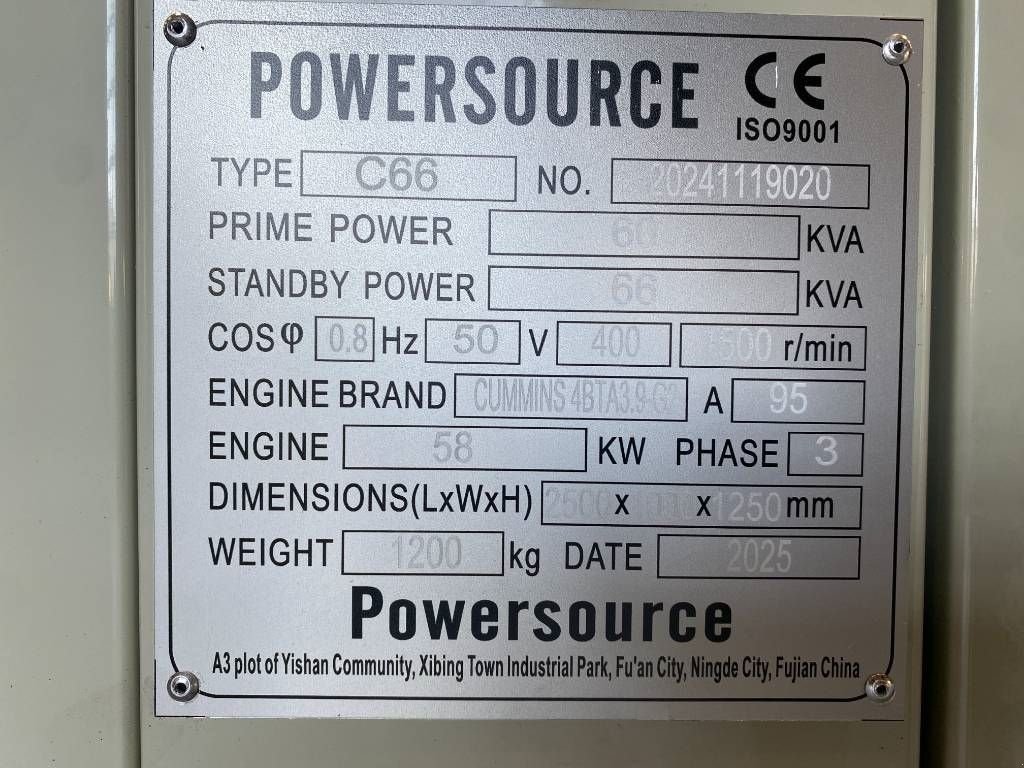 POWERSOURCE CE
ISO9001
TYPE C66 NO. 20241119020
PRIME POWER 60 KVA
STANDBY POWER 66 KVA
COSφ 0.8 Hz 50 V 400 1500 r/min
ENGINE BRAND CUMMINS 4BTA3.9-G2 A 95
ENGINE 58 KW PHASE 3
DIMENSIONS(LxWxH) 2500 x x 1250 mm
WEIGHT 1200 kg DATE 2025
Powersource
A3 plot of Yishan Community, Xibing Town Industrial Park, Fu'an City, Ningde City, Fujian China